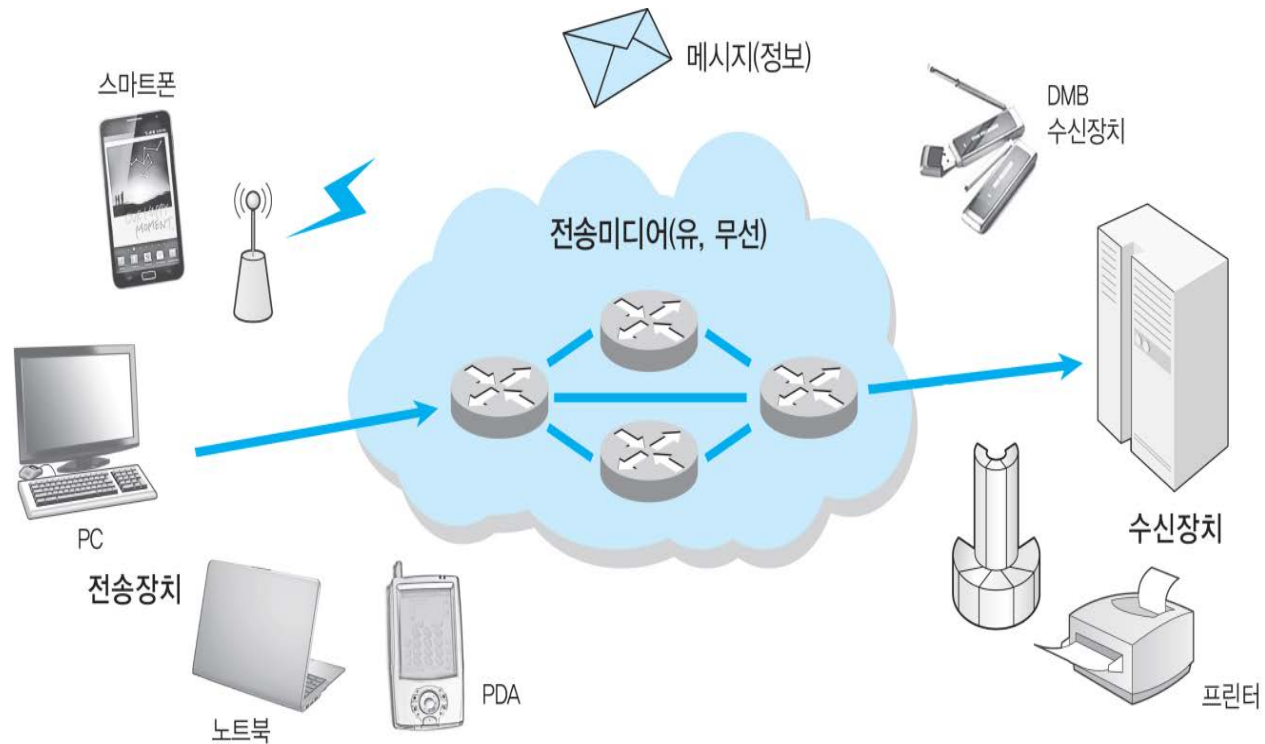 메시지(정보)
스마트폰
DMB
수신장치
전송미디어(유, 무선)
PC
전송장치
수신장치
노트북
PDA
프린터